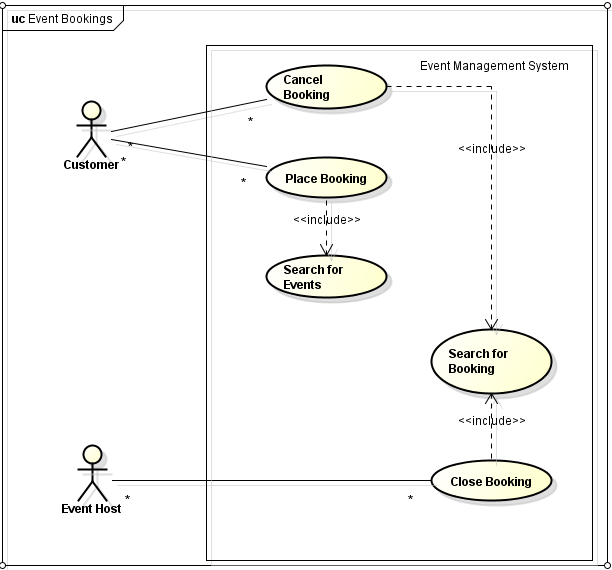 uc Event Bookings
Event Management System
Cancel
Booking
*
<<include>>
Customer
*
*
Place Booking
*
<<include>>
Search for
Events
Search for
Booking
<<include>>
Event Host
*
*
Close Booking